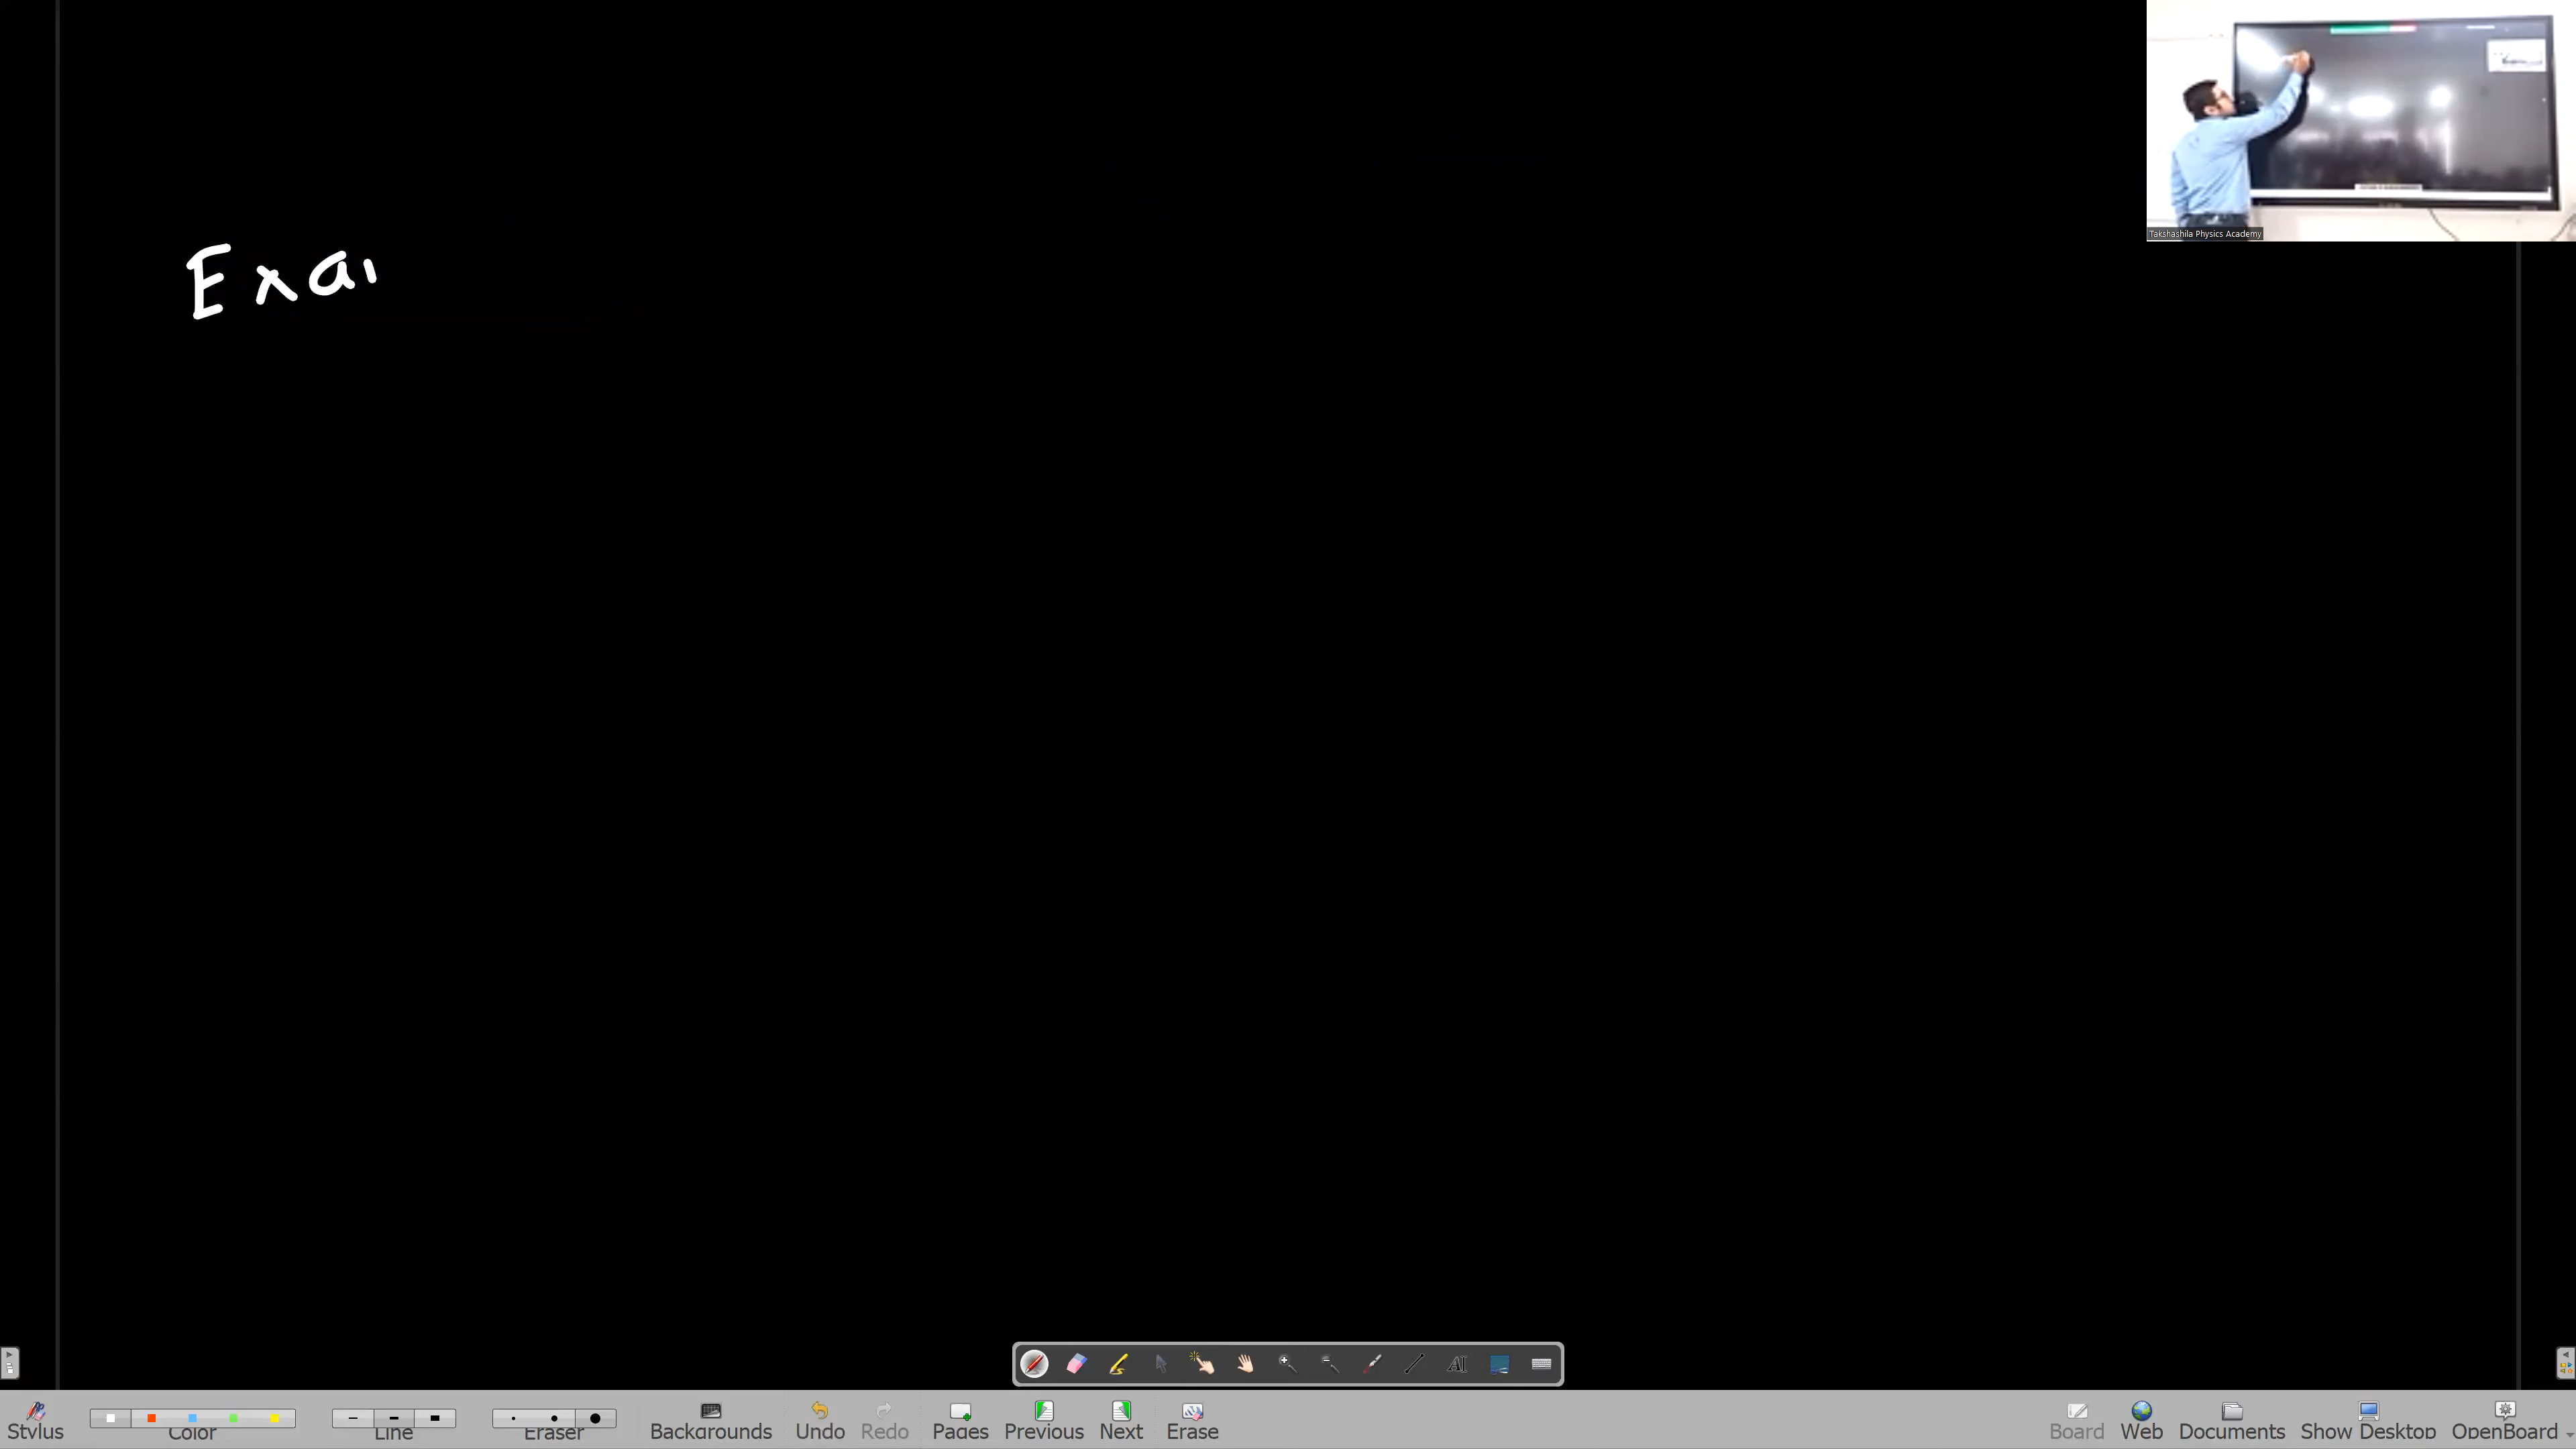 Exa
Takshashila Physics Academy
Stylus
Color
Line
Eraser
Backgrounds
Undo
Redo
Pages
Previous
Next
Erase
Board
Web
Documents
Show Desktop
OpenBoard